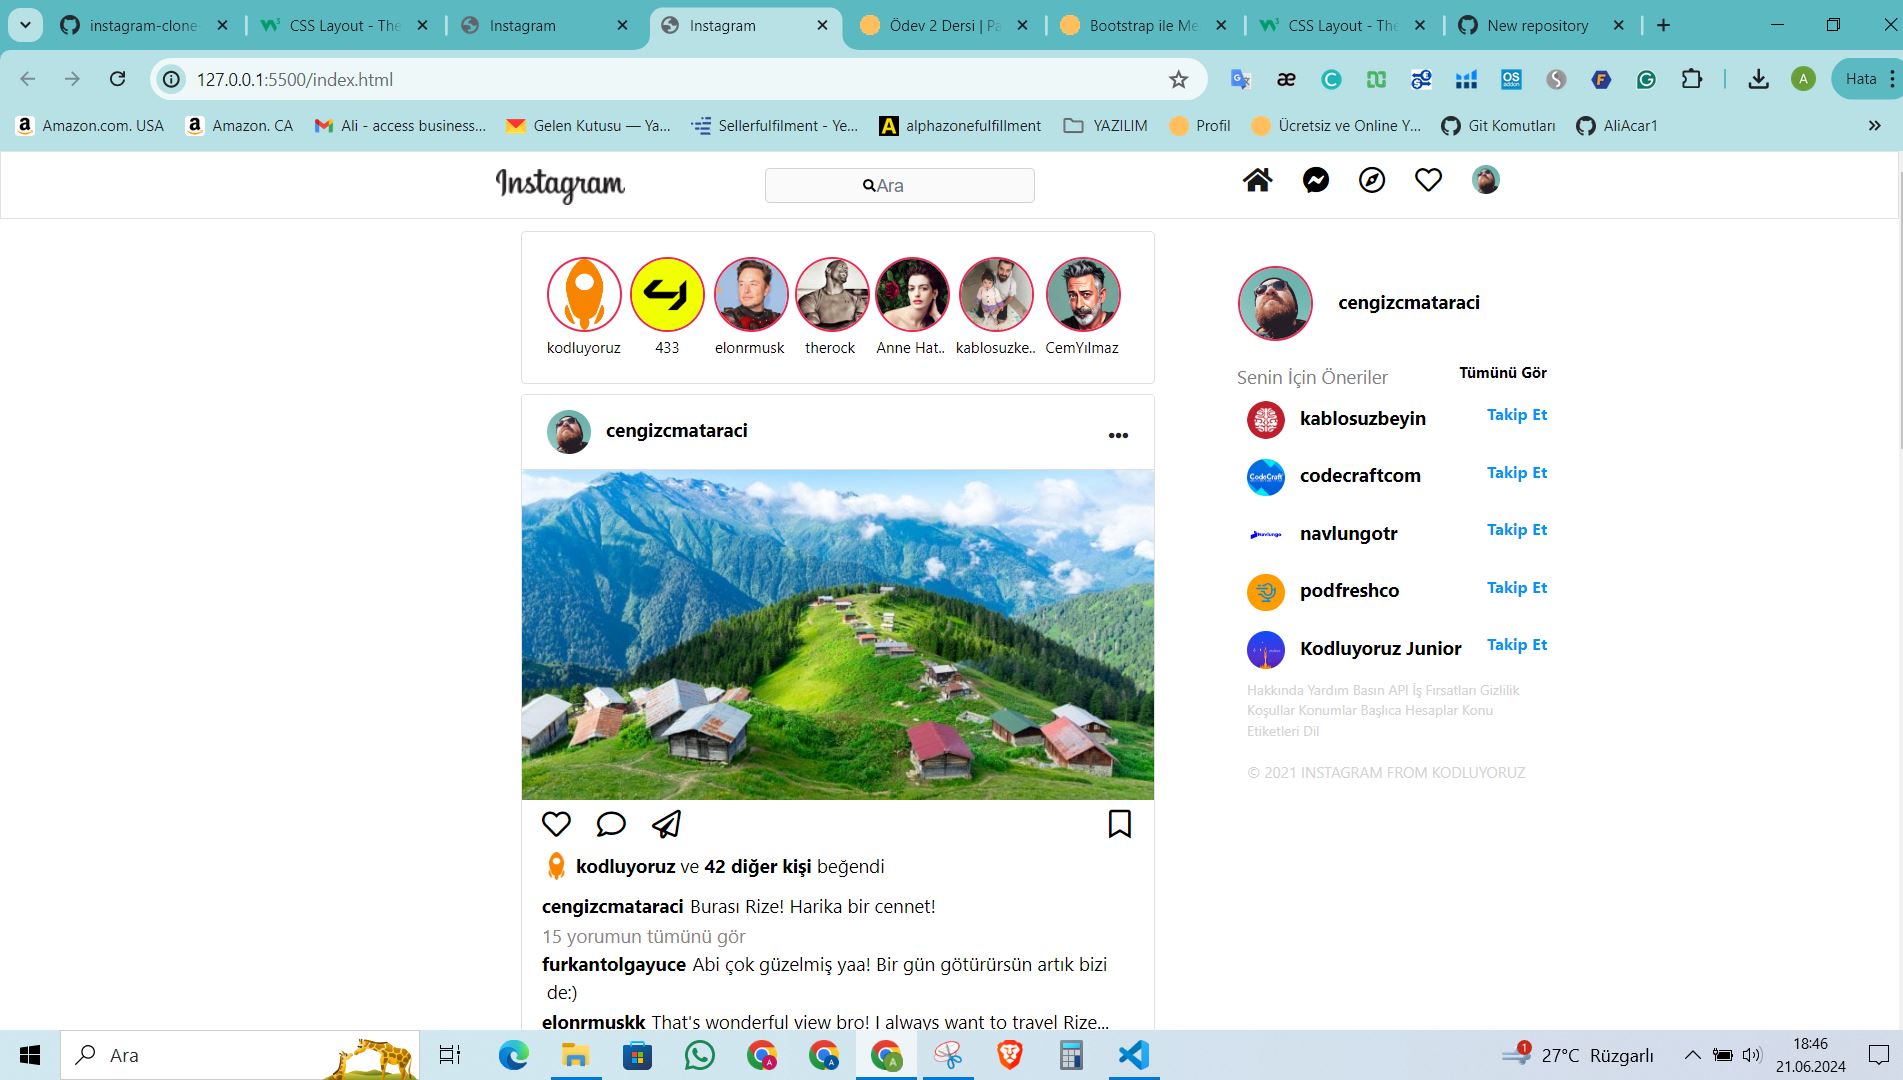 instagram-clone
CSS Layout - The
Instagram
Instagram
Ödev 2 Dersi | Pa
Bootstrap ile Me
CSS Layout - The
New repository
127.0.0.1:5500/index.html
Hata
Amazon.com. USA
Amazon. CA
Ali - access business...
Gelen Kutusu — Ya...
Sellerfulfilment - Ye...
alphazonefulfillment
YAZILIM
Profil
Ücretsiz ve Online Y...
Git Komutları
AliAcar1
Instagram
Ara
kodluyoruz
433
elonrmusk
therock
Anne Hat..
kablosuzke..
CemYılmaz
cengizcmataraci
Senin İçin Öneriler
Tümünü Gör
kablosuzbeyin
Takip Et
codecraftcom
Takip Et
navlungotr
Takip Et
podfreshco
Takip Et
Kodluyoruz Junior
Takip Et
Hakkında Yardım Basın API İş Fırsatları Gizlilik
Koşullar Konumlar Başlıca Hesaplar Konu
Etiketleri Dil
© 2021 INSTAGRAM FROM KODLUYORUZ
cengizcmataraci
kodluyoruz ve 42 diğer kişi beğendi
cengizcmataraci Burası Rize! Harika bir cennet!
15 yorumun tümünü gör
furkantolgayuce Abi çok güzelmiş yaa! Bir gün götürürsün artık bizi
de:)
elonrmuskk That's wonderful view bro! I always want to travel Rize...
Ara
27°C Rüzgarlı
18:46
21.06.2024